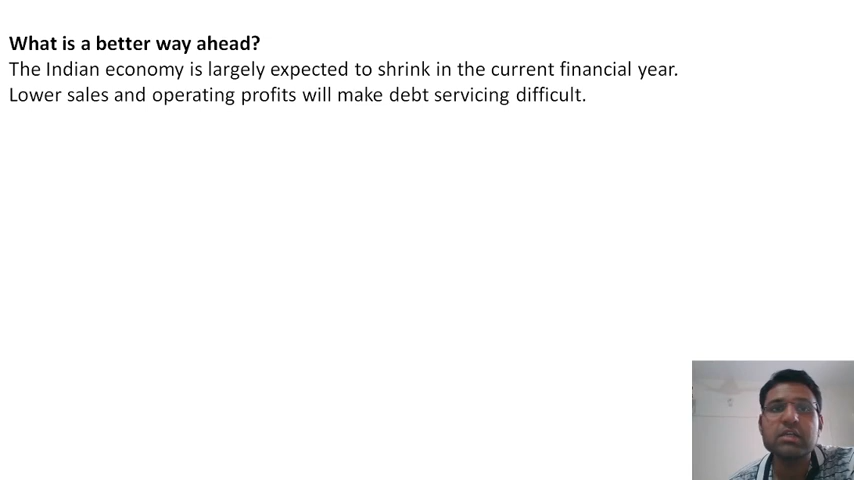 What is a better way ahead?
The Indian economy is largely expected to shrink in the current financial year.
Lower sales and operating profits will make debt servicing difficult.